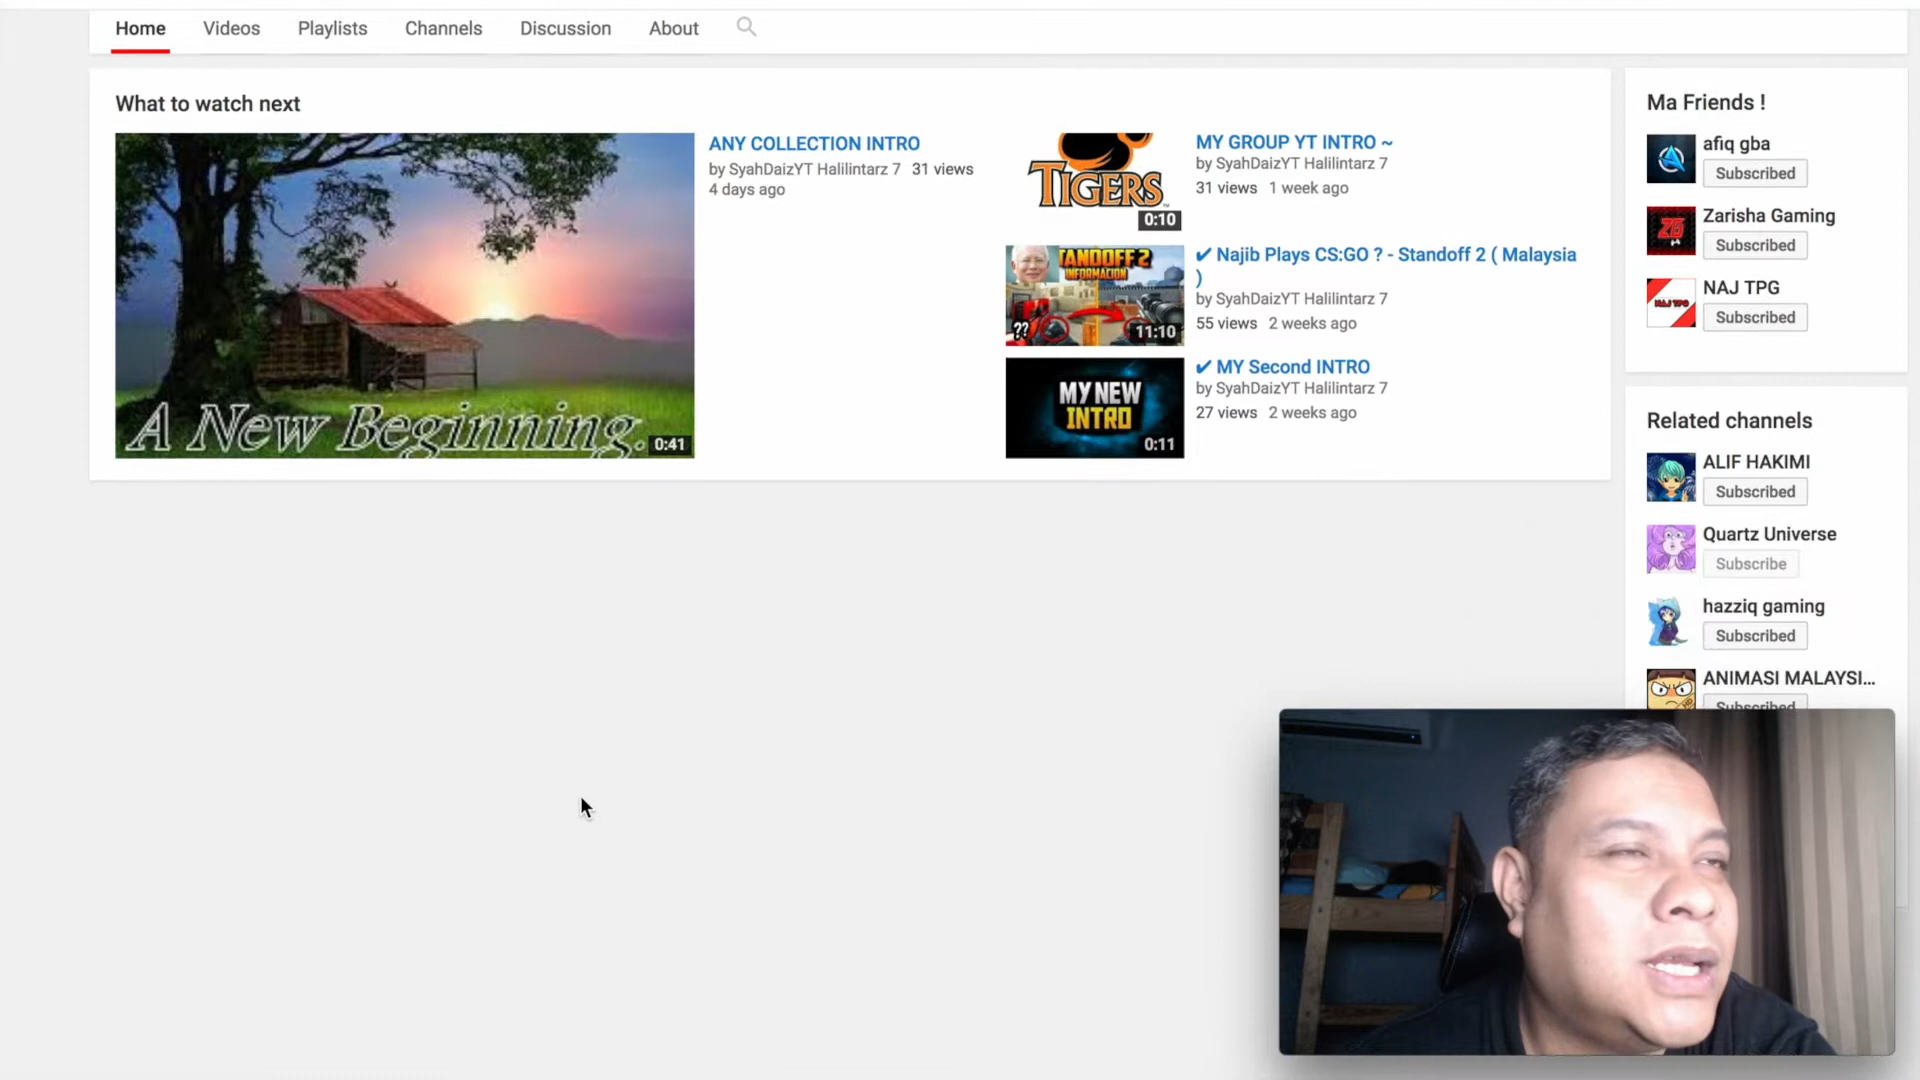 Home Videos Playlists Channels Discussion About
What to watch next
A New Beginning.
0:41
ANY COLLECTION INTRO
by SyahDaizYT Halilintarz 7 31 views
4 days ago
TIGERS
0:10
MY GROUP YT INTRO ~
by SyahDaizYT Halilintarz 7
31 views 1 week ago
TANDOFF 2
INFORMACION
??
11:10
✔ Najib Plays CS:GO ? - Standoff 2 ( Malaysia
)
by SyahDaizYT Halilintarz 7
55 views 2 weeks ago
MY NEW
INTRO
0:11
✔ MY Second INTRO
by SyahDaizYT Halilintarz 7
27 views 2 weeks ago
Ma Friends !
afiq gba
Subscribed
ZG
Zarisha Gaming
Subscribed
NAJ TPG
NAJ TPG
Subscribed
Related channels
ALIF HAKIMI
Subscribed
Quartz Universe
Subscribe
hazziq gaming
Subscribed
ANIMASI MALAYSI...
Subscribed